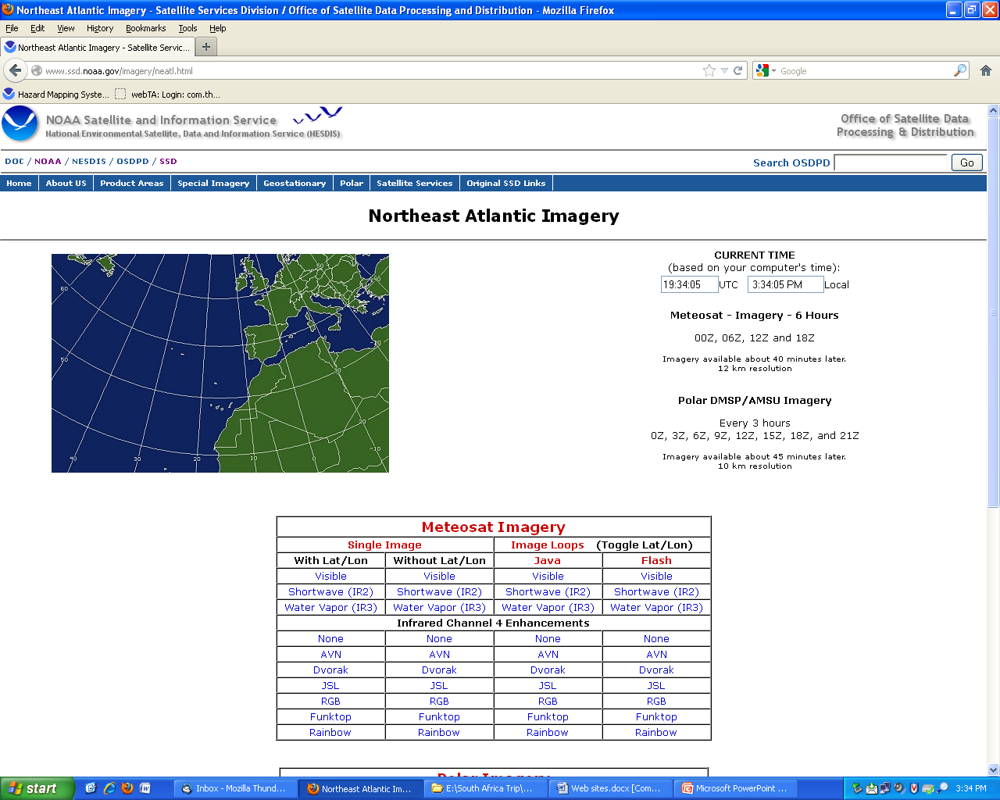 Northeast Atlantic Imagery - Satellite Services Division / Office of Satellite Data Processing and Distribution - Mozilla Firefox
File Edit View History Bookmarks Tools Help
Northeast Atlantic Imagery - Satellite Servic... +
www.ssd.noaa.gov/imagery/neatl.html Google
Hazard Mapping Syste... webTA: Login: com.th...
NOAA Satellite and Information Service
National Environmental Satellite, Data and Information Service (NESDIS)
Office of Satellite Data
Processing & Distribution
DOC / NOAA / NESDIS / OSDPD / SSD
Search OSDPD Go
Home About US Product Areas Special Imagery Geostationary Polar Satellite Services Original SSD Links
Northeast Atlantic Imagery
60
50
40
30
20
10
0
50
40
30
30
20
10
CURRENT TIME
(based on your computer's time):
19:34:05 UTC 3:34:05 PM Local
Meteosat - Imagery - 6 Hours
00Z, 06Z, 12Z and 18Z
Imagery available about 40 minutes later.
12 km resolution
Polar DMSP/AMSU Imagery
Every 3 hours
0Z, 3Z, 6Z, 9Z, 12Z, 15Z, 18Z, and 21Z
Imagery available about 45 minutes later.
10 km resolution
Meteosat Imagery
Single Image Image Loops (Toggle Lat/Lon)
With Lat/Lon Without Lat/Lon Java Flash
Visible Visible Visible Visible
Shortwave (IR2) Shortwave (IR2) Shortwave (IR2) Shortwave (IR2)
Water Vapor (IR3) Water Vapor (IR3) Water Vapor (IR3) Water Vapor (IR3)
Infrared Channel 4 Enhancements
None None None None
AVN AVN AVN AVN
Dvorak Dvorak Dvorak Dvorak
JSL JSL JSL JSL
RGB RGB RGB RGB
Funktop Funktop Funktop Funktop
Rainbow Rainbow Rainbow Rainbow
Polar Imagery
start Inbox - Mozilla Thund... Northeast Atlantic Im... E:\South Africa Trip\... Web sites.docx [Com... Microsoft PowerPoint ... 3:34 PM